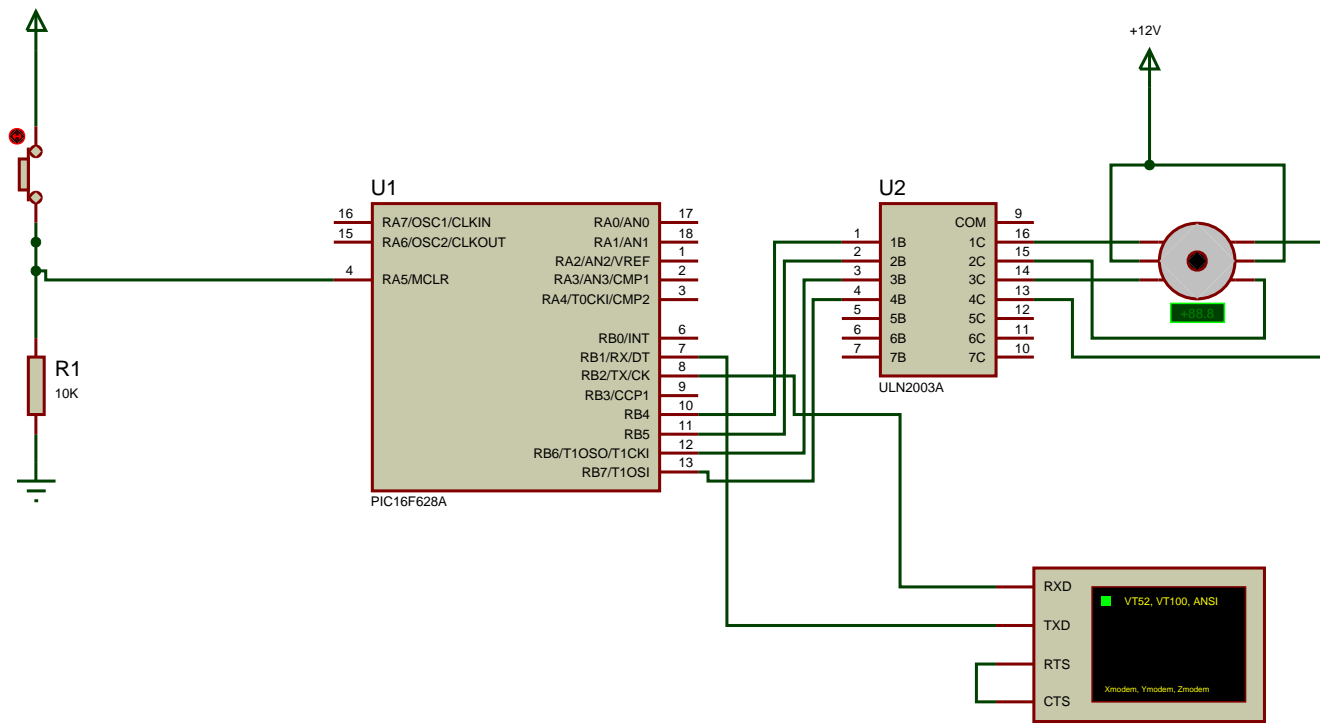 +12V
U1
16 RA7/OSC1/CLKIN RA0/AN0 17
15 RA6/OSC2/CLKOUT RA1/AN1 18
RA2/AN2/VREF 1
4 RA5/MCLR RA3/AN3/CMP1 2
RA4/T0CKI/CMP2 3
RB0/INT 6
RB1/RX/DT 7
RB2/TX/CK 8
RB3/CCP1 9
RB4 10
RB5 11
RB6/T1OSO/T1CKI 12
RB7/T1OSI 13
PIC16F628A
U2
COM 9
1 1B 1C 16
2 2B 2C 15
3 3B 3C 14
4 4B 4C 13
5 5B 5C 12
6 6B 6C 11
7 7B 7C 10
ULN2003A
+88.8
R1
10K
RXD
TXD
RTS
CTS
VT52, VT100, ANSI
Xmodem, Ymodem, Zmodem